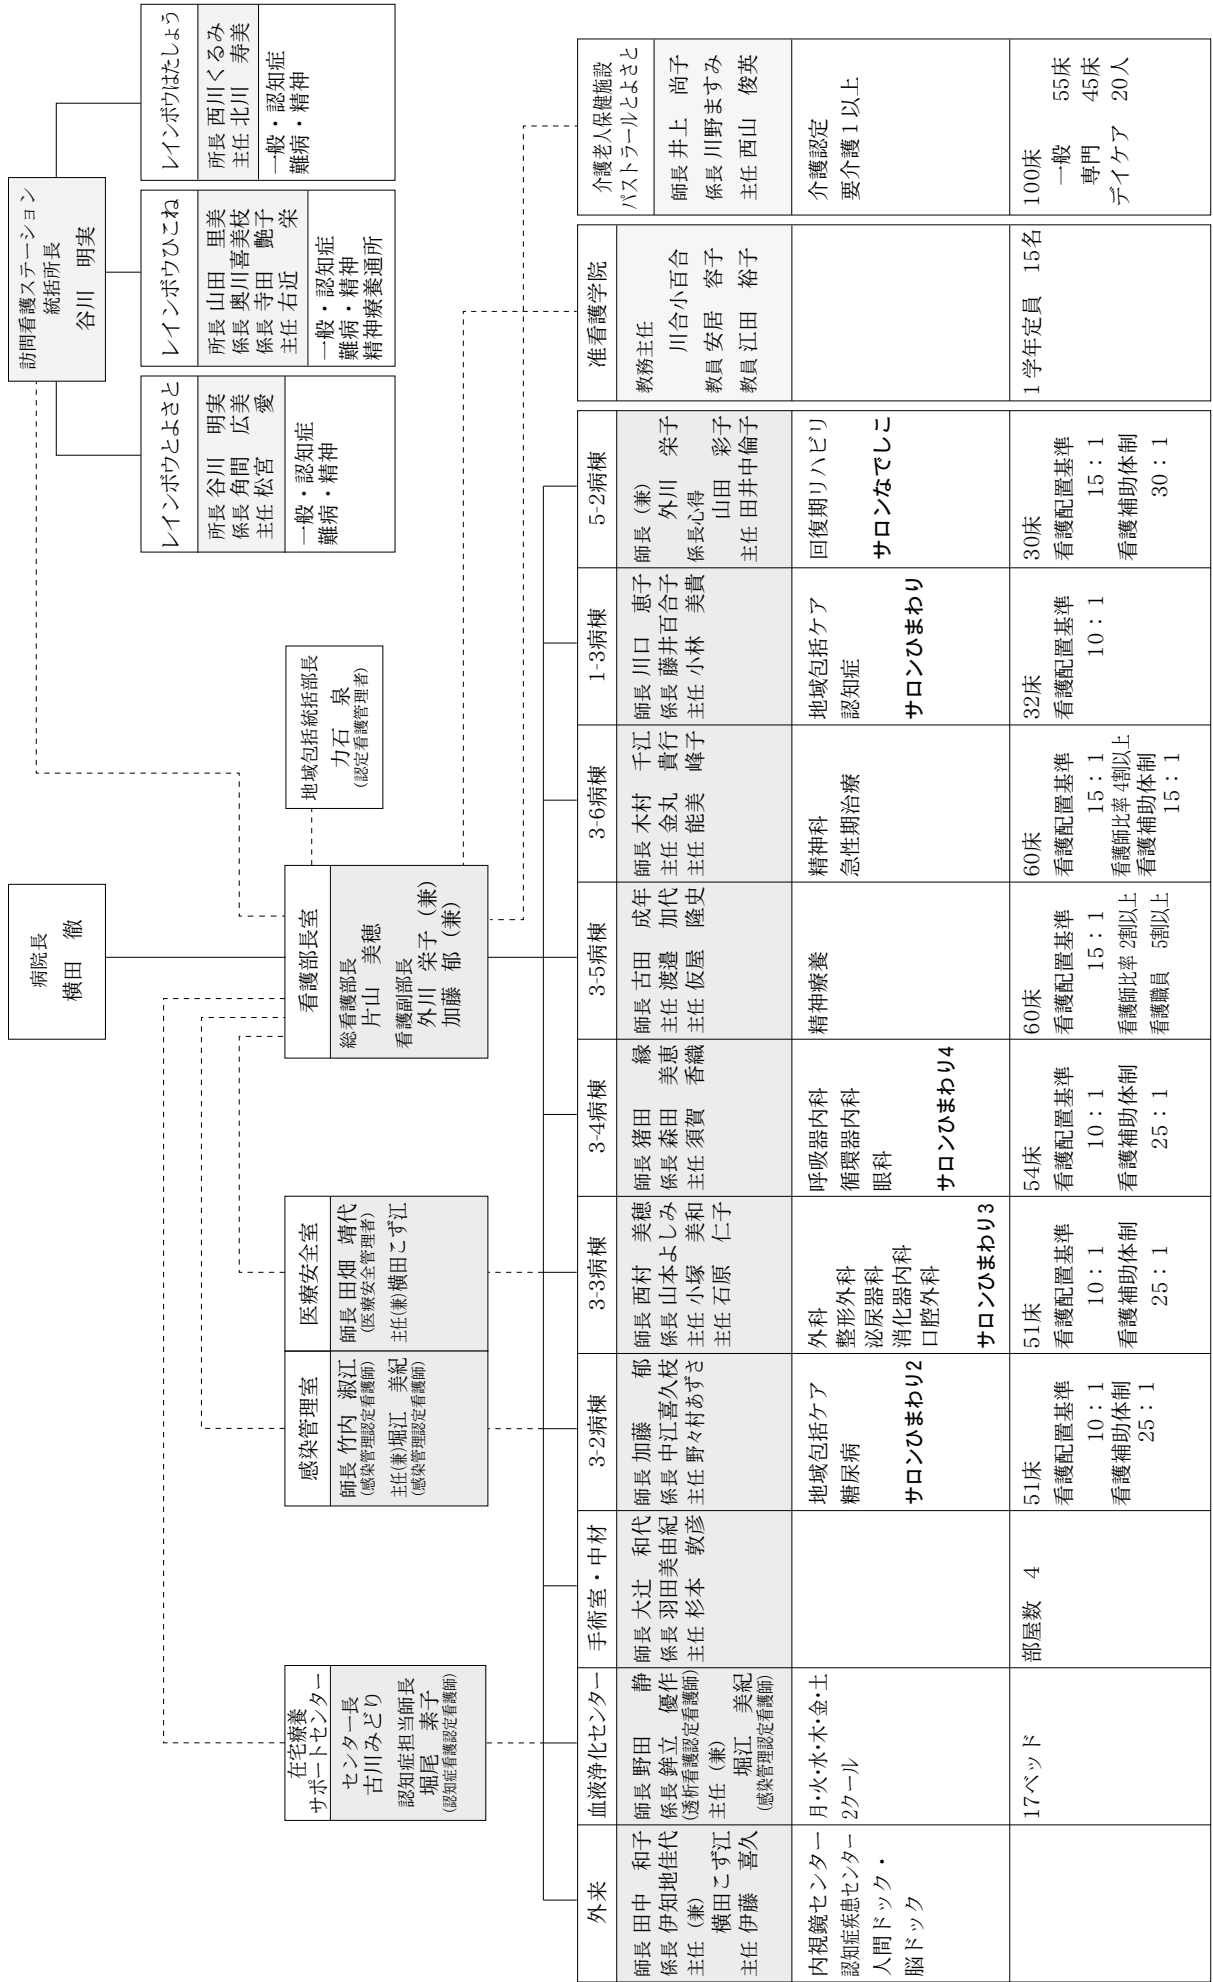 病院長
横田　徹
看護部長室
総看護部長
片山　美穂
看護副部長
外川　栄子（兼）
加藤　郁（兼）
地域包括統括部長
力石　泉
（認定看護管理者）
訪問看護ステーション
統括所長
谷川　明実
レインボウとよさと
所長 谷川　明実
係長 角間　広美
主任 松宮　愛
一般・認知症
難病・精神
レインボウひこね
所長 山田　里美
係長 奥川喜美枝
係長 寺田　艶子
主任 右近　栄
一般・認知症
難病・精神
精神療養通所
レインボウはたしょう
所長 西川くるみ
主任 北川　寿美
一般・認知症
難病・精神
在宅療養
サポートセンター
センター長
古川みどり
認知症担当師長
堀尾　素子
（認知症看護認定看護師）
感染管理室
師長 竹内　淑江
（感染管理認定看護師）
主任(兼)堀江　美紀
（感染管理認定看護師）
医療安全室
師長 田畑　靖代
（医療安全管理者）
主任(兼)横田こず江
外来
師長 田中　和子
係長 伊知地佳代
主任（兼）
横田こず江
主任 伊藤　喜久
内視鏡センター
認知症疾患センター
人間ドック・
脳ドック
血液浄化センター
師長 野田　静
係長 鉾立　優作
（透析看護認定看護師）
主任（兼）
堀江　美紀
（感染管理認定看護師）
月・火・水・木・金・土
2クール
17ベッド
手術室・中材
師長 大辻　和代
係長 羽田美由紀
主任 杉本　敦彦
部屋数　4
3-2病棟
師長 加藤　郁
係長 中江喜久枝
主任 野々村あずさ
地域包括ケア
糖尿病
サロンひまわり2
51床
看護配置基準
10：1
看護補助体制
25：1
3-3病棟
師長 西村　美穂
係長 山本よしみ
主任 小塚　美和
主任 石原　仁子
外科
整形外科
泌尿器科
消化器内科
口腔外科
サロンひまわり3
51床
看護配置基準
10：1
看護補助体制
25：1
3-4病棟
師長 猪田　縁
係長 森田　美恵
主任 須賀　香織
呼吸器内科
循環器内科
眼科
サロンひまわり4
54床
看護配置基準
10：1
看護補助体制
25：1
3-5病棟
師長 古田　成年
主任 渡邉　加代
主任 仮屋　隆史
精神療養
60床
看護配置基準
15：1
看護師比率 2割以上
看護職員　5割以上
3-6病棟
師長 木村　千江
主任 金丸　貴行
主任 能美　峰子
精神科
急性期治療
60床
看護配置基準
15：1
看護師比率 4割以上
看護補助体制
15：1
1-3病棟
師長 川口　恵子
係長 藤井百合子
主任 小林　美貴
地域包括ケア
認知症
サロンひまわり
32床
看護配置基準
10：1
5-2病棟
師長（兼）
外川　栄子
係長心得
山田　彩子
主任 田井中倫子
回復期リハビリ
サロンなでしこ
30床
看護配置基準
15：1
看護補助体制
30：1
准看護学院
教務主任
川合小百合
教員 安居　容子
教員 江田　裕子
1学年定員　15名
介護老人保健施設
パストラールとよさと
師長 井上　尚子
係長 川野ますみ
主任 西山　俊英
介護認定
要介護1以上
100床
一般　55床
専門　45床
デイケア　20人